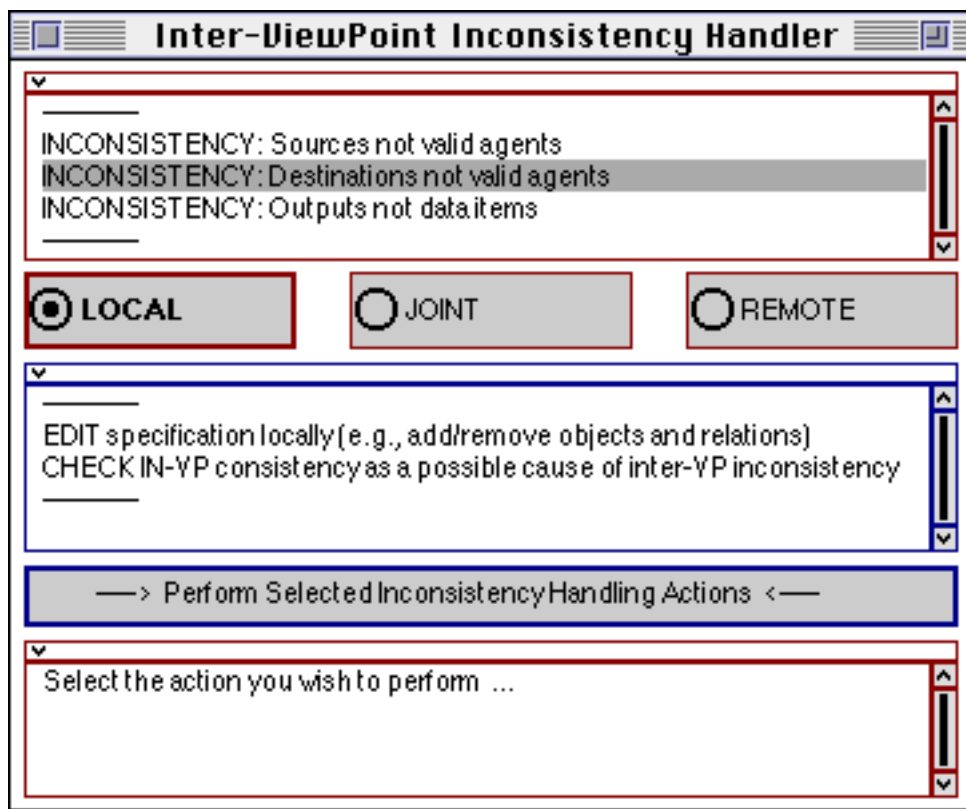 Inter-ViewPoint Inconsistency Handler
INCONSISTENCY: Sources not valid agents
INCONSISTENCY: Destinations not valid agents
INCONSISTENCY: Outputs not data items
LOCAL
JOINT
REMOTE
EDIT specification locally (e.g., add/remove objects and relations)
CHECK IN-VP consistency as a possible cause of inter-VP inconsistency
—> Perform Selected Inconsistency Handling Actions <—
Select the action you wish to perform ...